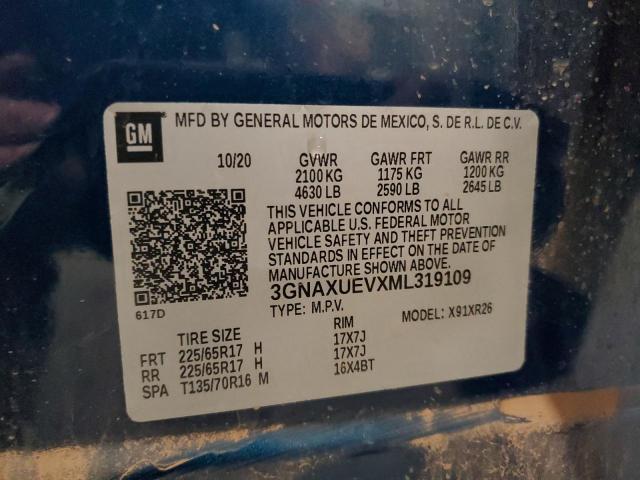 GM
MFD BY GENERAL MOTORS DE MEXICO, S. DE R.L. DE C.V.
10/20 GVWR GAWR FRT GAWR RR
2100 KG 1175 KG 1200 KG
4630 LB 2590 LB 2645 LB
THIS VEHICLE CONFORMS TO ALL
APPLICABLE U.S. FEDERAL MOTOR
VEHICLE SAFETY AND THEFT PREVENTION
STANDARDS IN EFFECT ON THE DATE OF
MANUFACTURE SHOWN ABOVE.
3GNAXUEVXML319109
617D TYPE: M.P.V. MODEL: X91XR26
TIRE SIZE RIM
FRT 225/65R17 H 17X7J
RR 225/65R17 H 17X7J
SPA T135/70R16 M 16X4BT